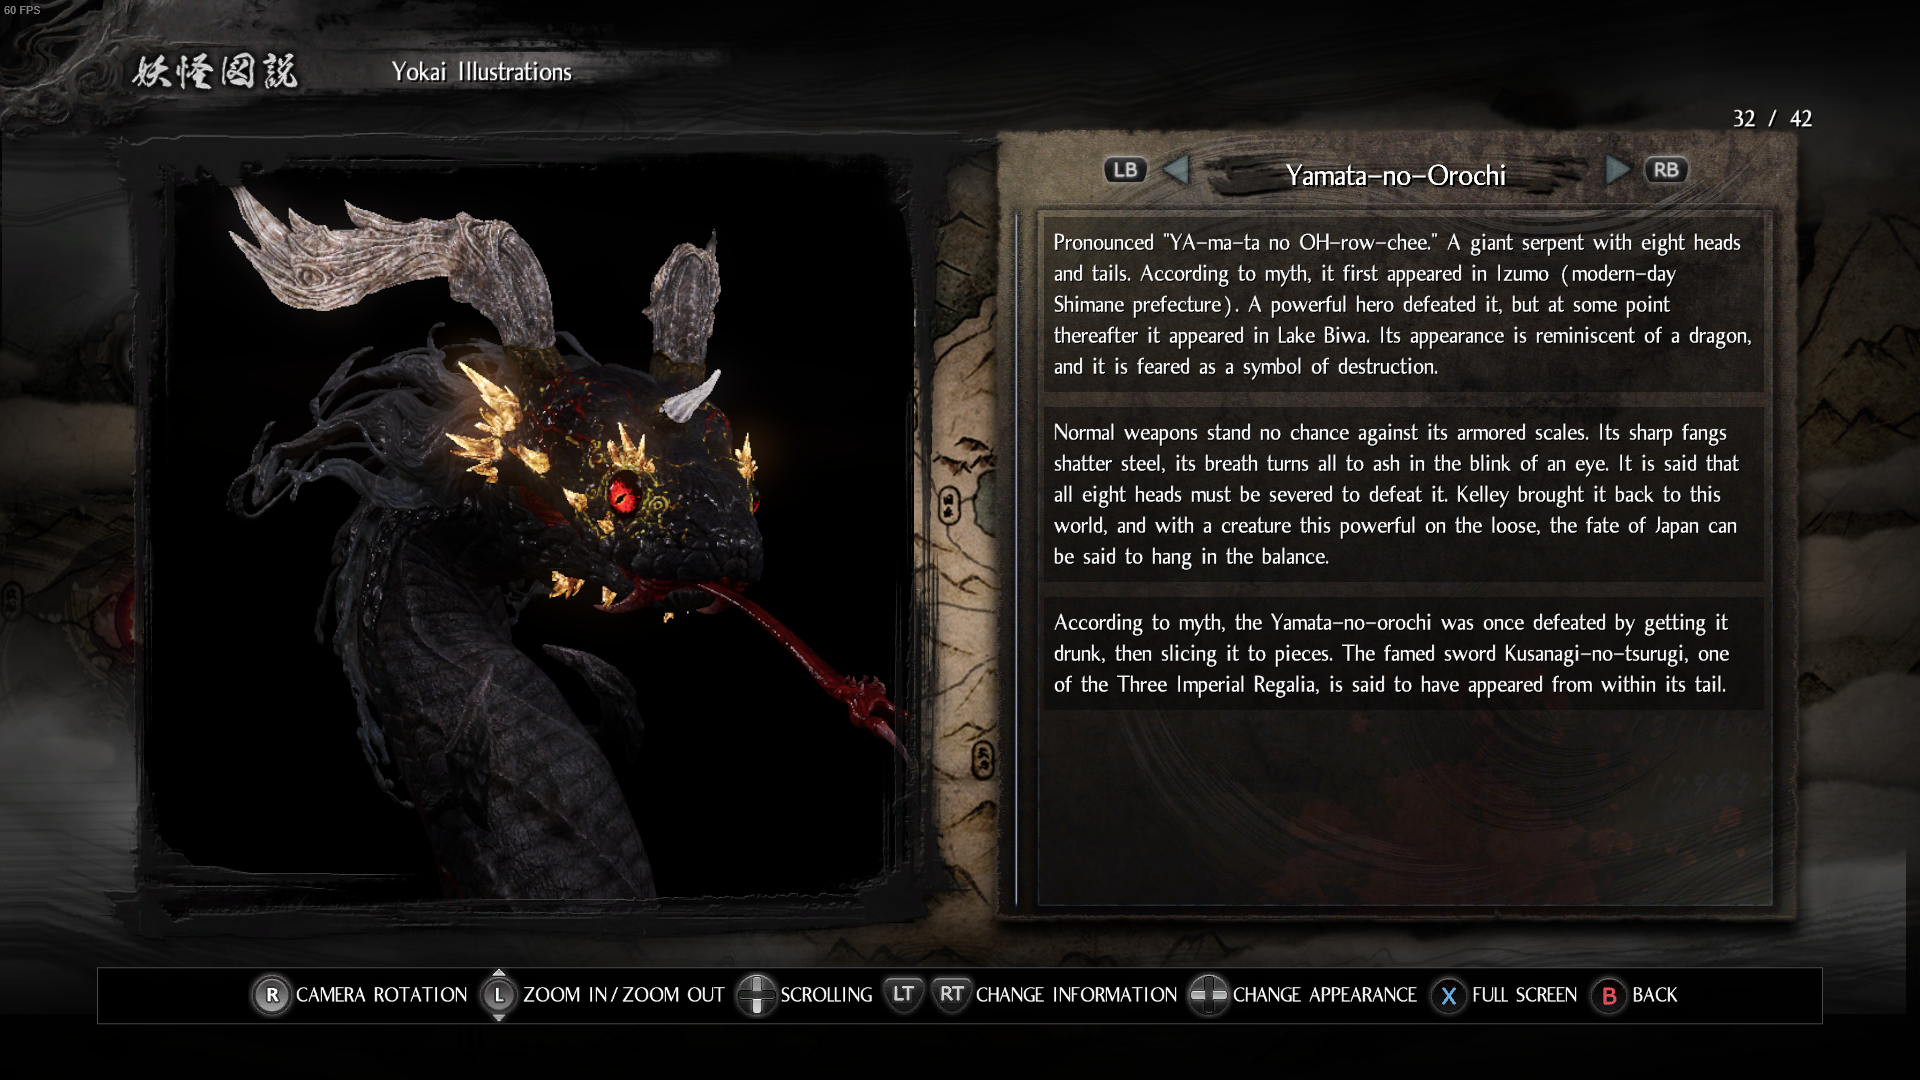 60 FPS
妖怪図説
Yokai Illustrations
32 / 42
LB
Yamata-no-Orochi
RB
Pronounced "YA-ma-ta no OH-row-chee." A giant serpent with eight heads
and tails. According to myth, it first appeared in Izumo (modern-day
Shimane prefecture). A powerful hero defeated it, but at some point
thereafter it appeared in Lake Biwa. Its appearance is reminiscent of a dragon,
and it is feared as a symbol of destruction.
Normal weapons stand no chance against its armored scales. Its sharp fangs
shatter steel, its breath turns all to ash in the blink of an eye. It is said that
all eight heads must be severed to defeat it. Kelley brought it back to this
world, and with a creature this powerful on the loose, the fate of Japan can
be said to hang in the balance.
According to myth, the Yamata-no-orochi was once defeated by getting it
drunk, then slicing it to pieces. The famed sword Kusanagi-no-tsurugi, one
of the Three Imperial Regalia, is said to have appeared from within its tail.
R CAMERA ROTATION L ZOOM IN/ZOOM OUT SCROLLING LT RT CHANGE INFORMATION CHANGE APPEARANCE X FULL SCREEN B BACK